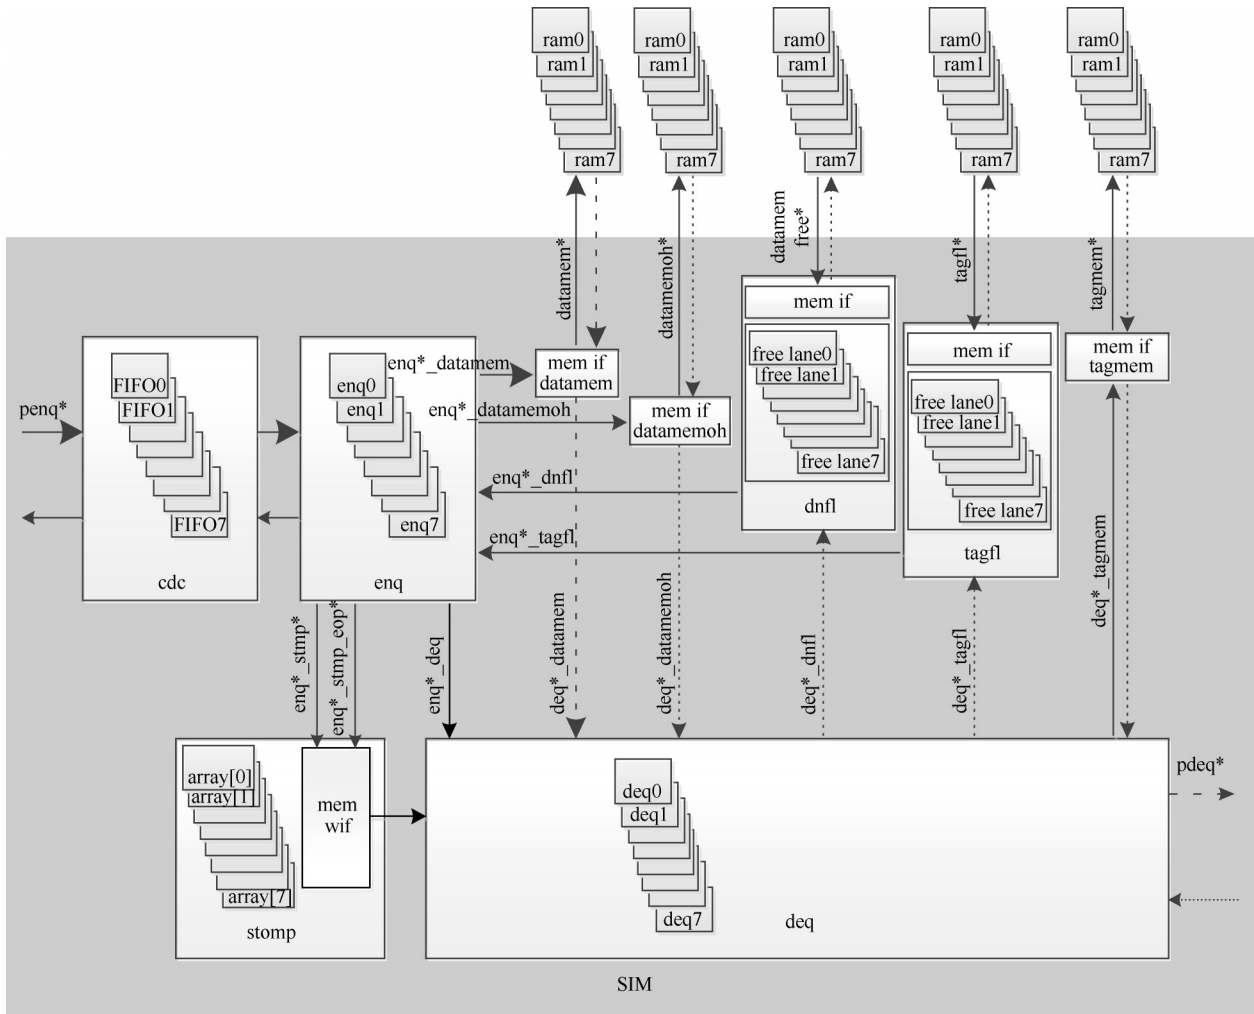 ram0
ram1
ram7
ram0
ram1
ram7
ram0
ram1
ram7
ram0
ram1
ram7
ram0
ram1
ram7
datamem*
datamemoh*
datamem
free*
tagfl*
tagmem*
penq*
FIFO0
FIFO1
FIFO7
cdc
enq0
enq1
enq7
enq
enq*_datamem
enq*_datamemoh
enq*_dnfl
enq*_tagfl
mem if
datamem
mem if
datamemoh
mem if
free lane0
free lane1
free lane7
dnfl
mem if
free lane0
free lane1
free lane7
tagfl
mem if
tagmem
enq*_stmp*
enq*_stmp_eop*
enq*_deq
deq*_datamem
deq*_datamemoh
deq*_dnfl
deq*_tagfl
deq*_tagmem
array[0]
array[1]
array[7]
mem
wif
stomp
deq0
deq1
deq7
deq
pdeq*
SIM